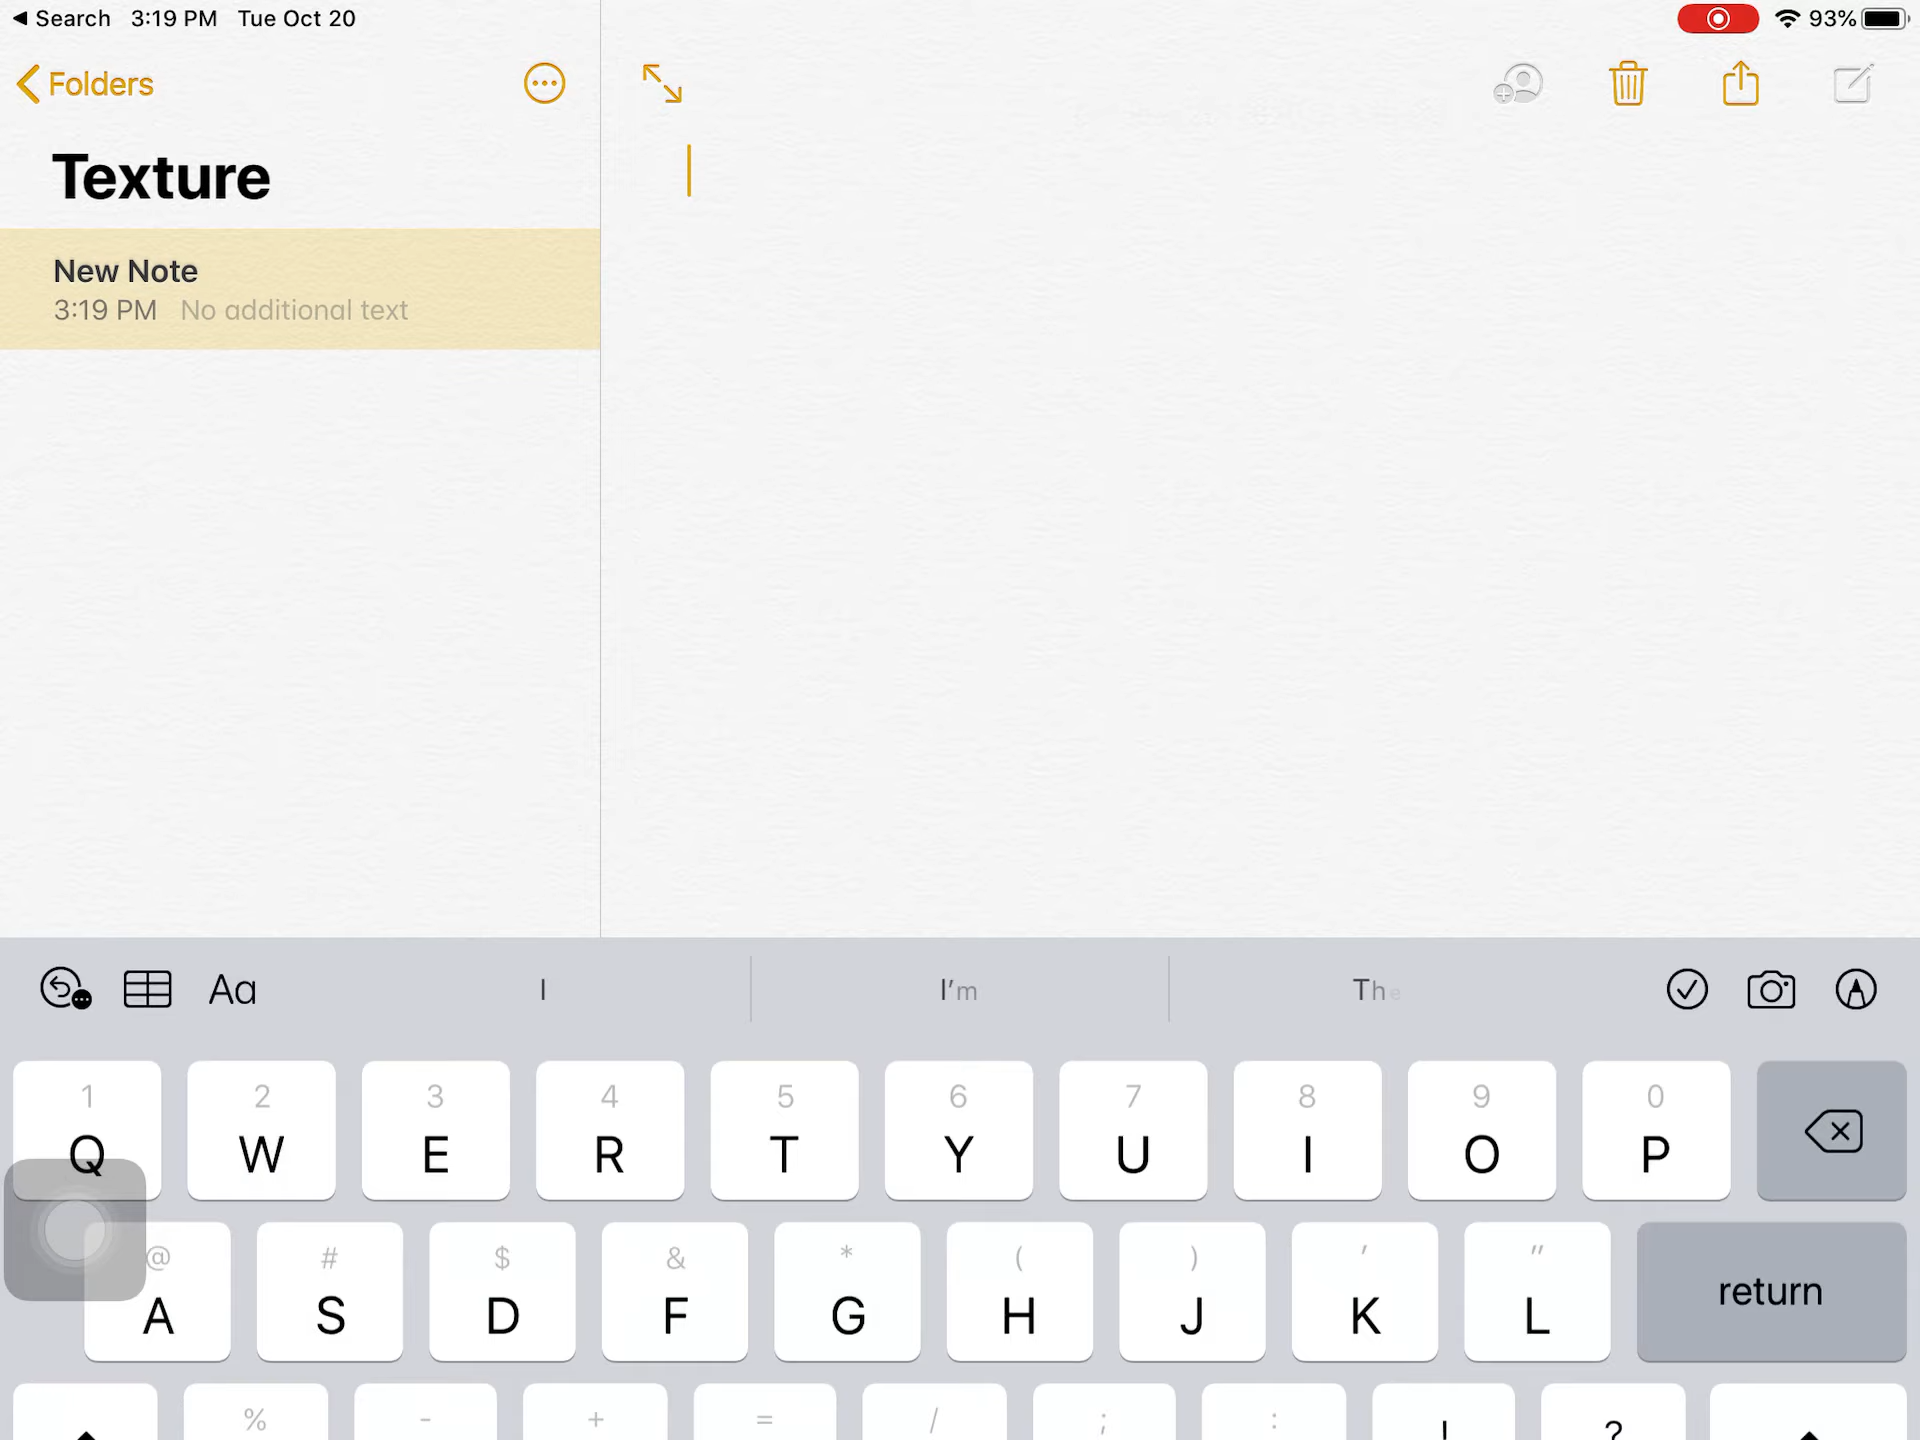 Search 3:19 PM Tue Oct 20
93%
Folders
Texture
New Note
3:19 PM No additional text
Aa I I'm The
1 2 3 4 5 6 7 8 9 0
Q W E R T Y U I O P
@ # $ & * ( ) ' "
A S D F G H J K L return
% - + = / ; : ! ?